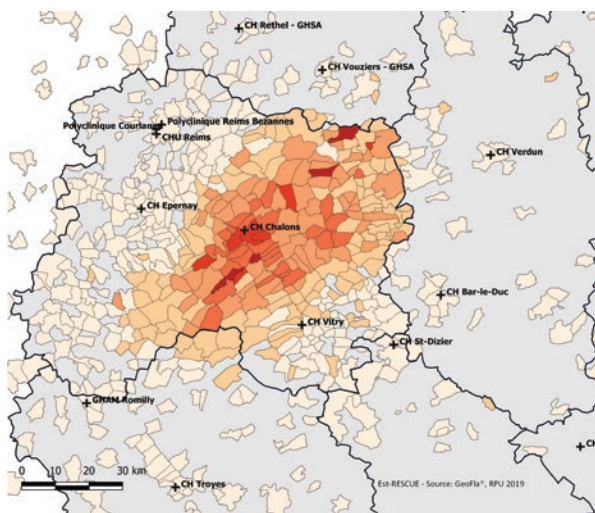 CH Rethel - GHSA
CH Vouziers - GHSA
Polyclinique Reims Bezannes
Polyclinique Courlancy
CHU Reims
CH Verdun
CH Epernay
CH Chalons
CH Bar-le-Duc
CH Vitry
CH St-Dizier
GHAM Romilly
CH
0 10 20 30 km
CH Troyes
Est-RESCUE - Source: GeoFla®, RPU 2019